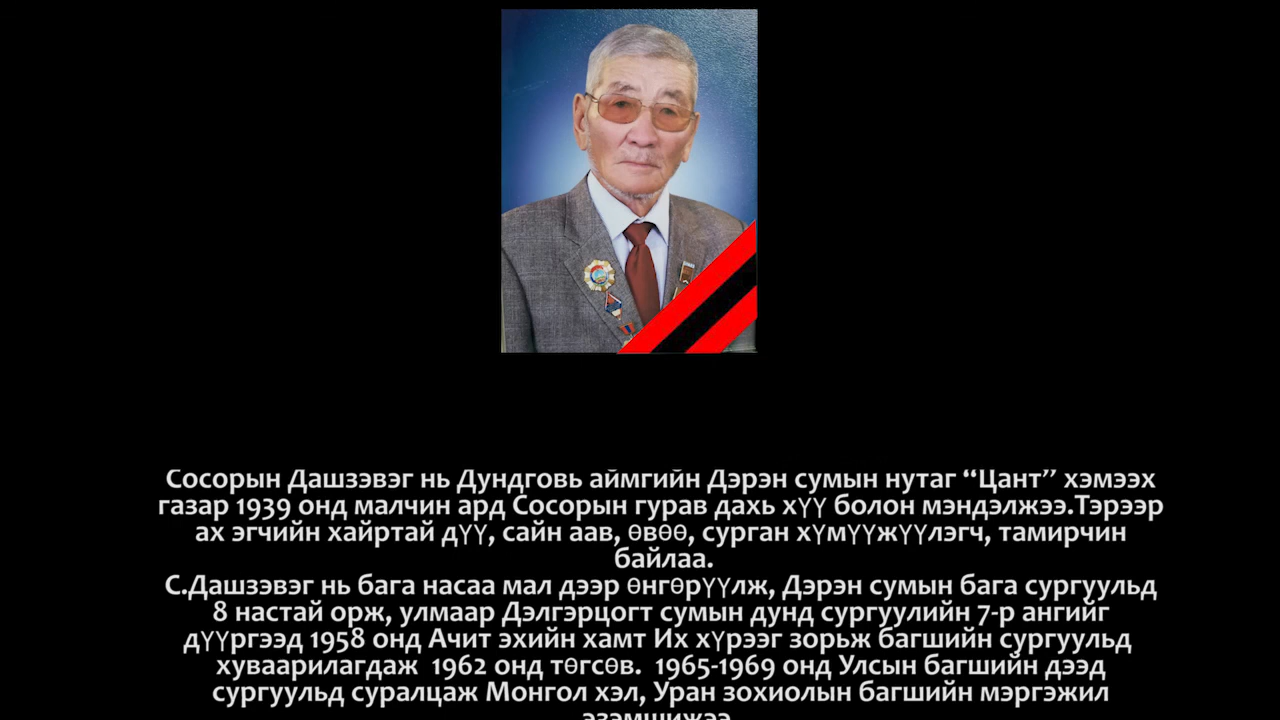 Сосорын Дашзэвэг нь Дундговь аймгийн Дэрэн сумын нутаг “Цант” хэмээх
газар 1939 онд малчин ард Сосорын гурав дахь хүү болон мэндэлжээ.Тэрээр
ах эгчийн хайртай дүү, сайн аав, өвөө, сурган хүмүүжүүлэгч, тамирчин
байлаа.
С.Дашзэвэг нь бага насаа мал дээр өнгөрүүлж, Дэрэн сумын бага сургуульд
8 настай орж, улмаар Дэлгэрцогт сумын дунд сургуулийн 7-р ангийг
дүүргээд 1958 онд Ачит эхийн хамт Их хүрээг зорьж багшийн сургуульд
хуваарилагдаж 1962 онд төгсөв. 1965-1969 онд Улсын багшийн дээд
сургуульд суралцаж Монгол хэл, Уран зохиолын багшийн мэргэжил